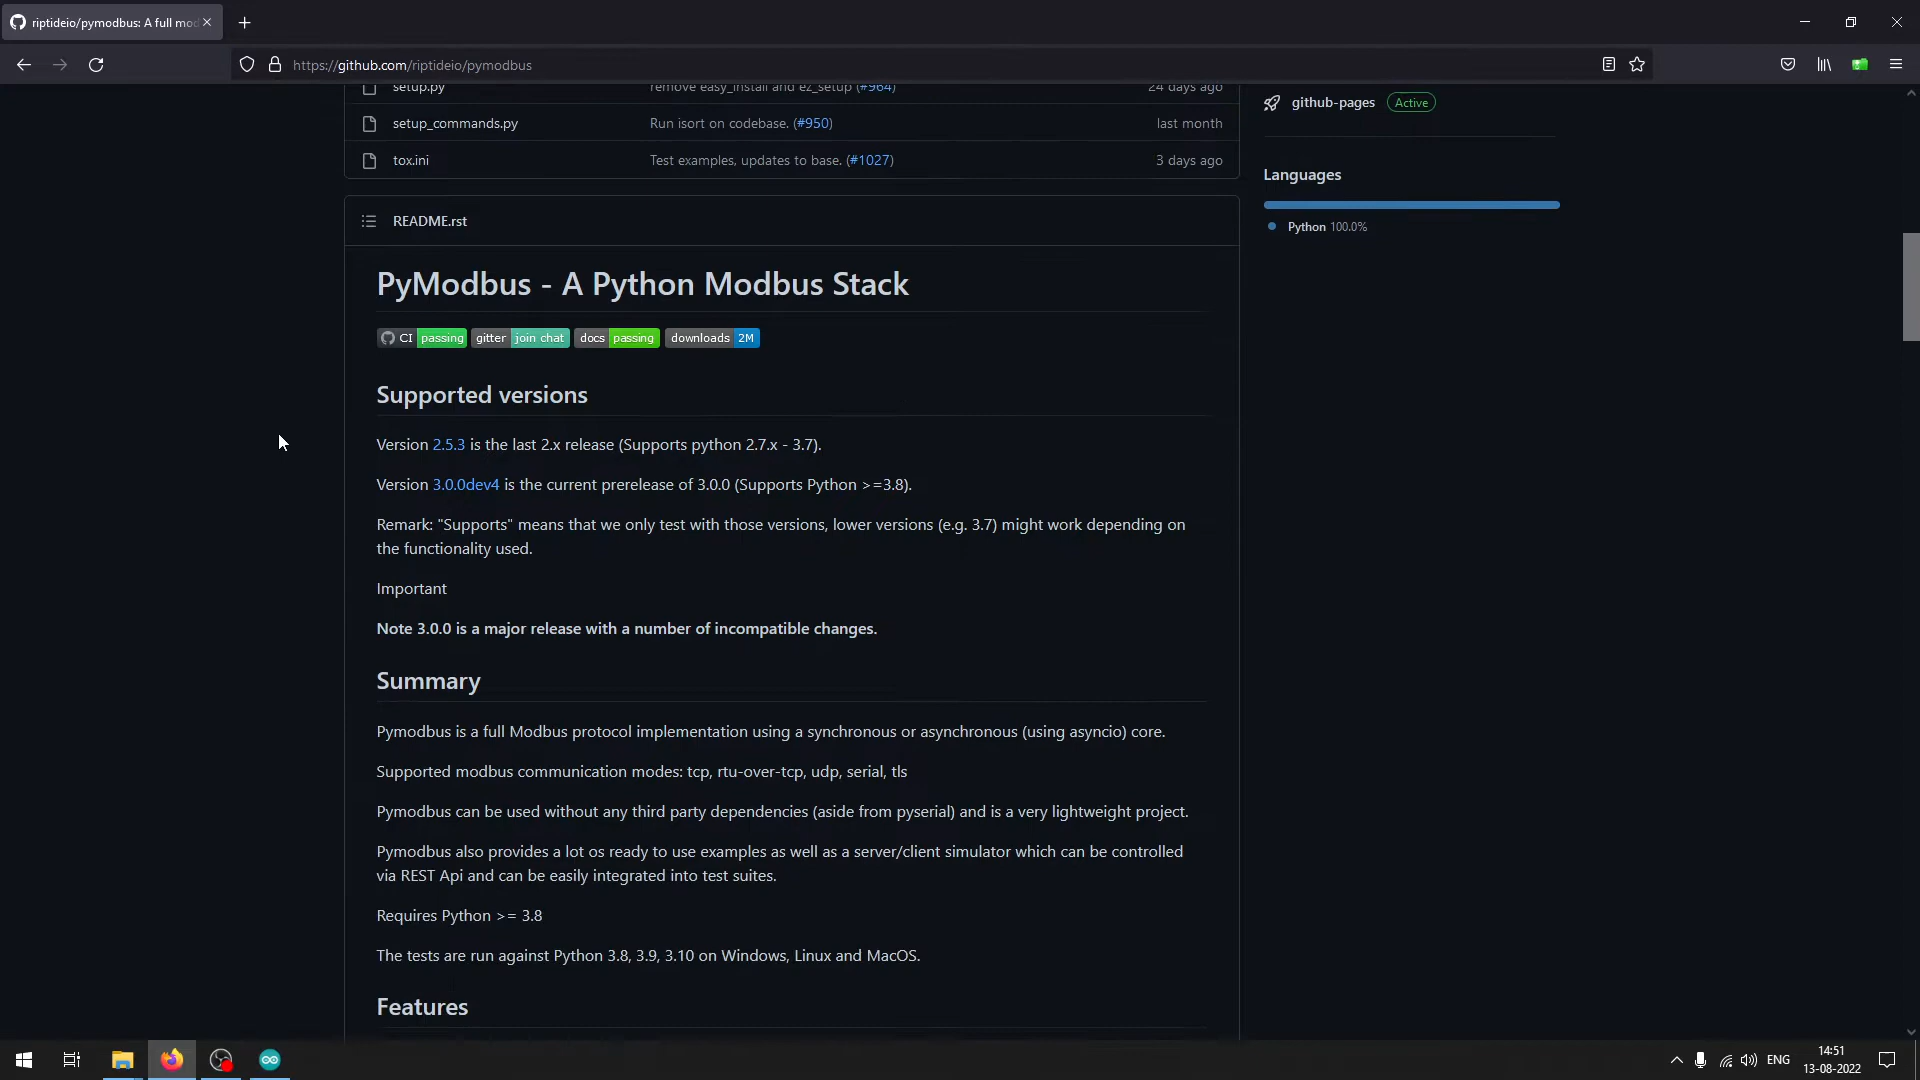 riptideio/pymodbus: A full mod
https://github.com/riptideio/pymodbus
setup.py remove easy_install and ez_setup (#964) 24 days ago
setup_commands.py Run isort on codebase. (#950) last month
tox.ini Test examples, updates to base. (#1027) 3 days ago
github-pages Active
Languages
Python 100.0%
README.rst
PyModbus - A Python Modbus Stack
CI passing gitter join chat docs passing downloads 2M
Supported versions
Version 2.5.3 is the last 2.x release (Supports python 2.7.x - 3.7).
Version 3.0.0dev4 is the current prerelease of 3.0.0 (Supports Python >=3.8).
Remark: "Supports" means that we only test with those versions, lower versions (e.g. 3.7) might work depending on
the functionality used.
Important
Note 3.0.0 is a major release with a number of incompatible changes.
Summary
Pymodbus is a full Modbus protocol implementation using a synchronous or asynchronous (using asyncio) core.
Supported modbus communication modes: tcp, rtu-over-tcp, udp, serial, tls
Pymodbus can be used without any third party dependencies (aside from pyserial) and is a very lightweight project.
Pymodbus also provides a lot os ready to use examples as well as a server/client simulator which can be controlled
via REST Api and can be easily integrated into test suites.
Requires Python >= 3.8
The tests are run against Python 3.8, 3.9, 3.10 on Windows, Linux and MacOS.
Features
ENG
14:51
13-08-2022